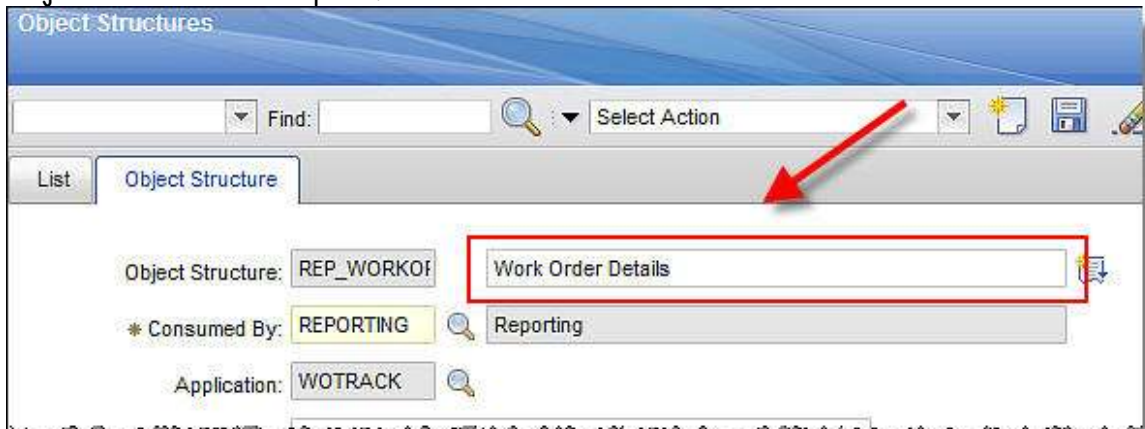 Object Structures
Find: Select Action
List Object Structure
Object Structure: REP_WORKOF Work Order Details
* Consumed By: REPORTING Reporting
Application: WOTRACK